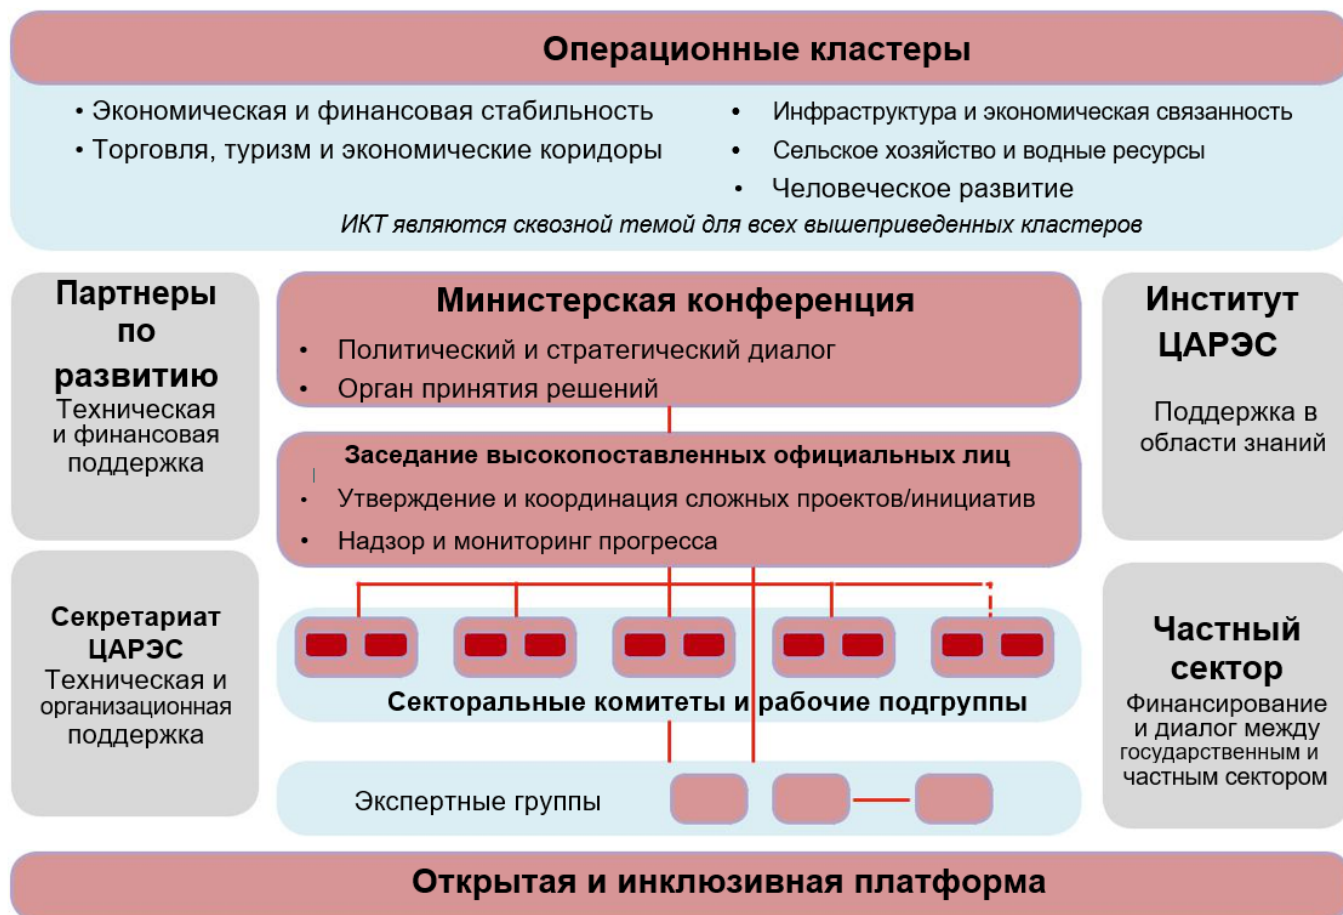 Операционные кластеры
• Экономическая и финансовая стабильность
• Торговля, туризм и экономические коридоры
• Инфраструктура и экономическая связанность
• Сельское хозяйство и водные ресурсы
• Человеческое развитие
ИКТ являются сквозной темой для всех вышеприведенных кластеров
Партнеры
по
развитию
Техническая
и финансовая
поддержка
Министерская конференция
• Политический и стратегический диалог
• Орган принятия решений
Институт
ЦАРЭС
Поддержка в
области знаний
Заседание высокопоставленных официальных лиц
• Утверждение и координация сложных проектов/инициатив
• Надзор и мониторинг прогресса
Секретариат
ЦАРЭС
Техническая и
организационная
поддержка
Секторальные комитеты и рабочие подгруппы
Экспертные группы
Частный
сектор
Финансирование
и диалог между
государственным и
частным сектором
Открытая и инклюзивная платформа